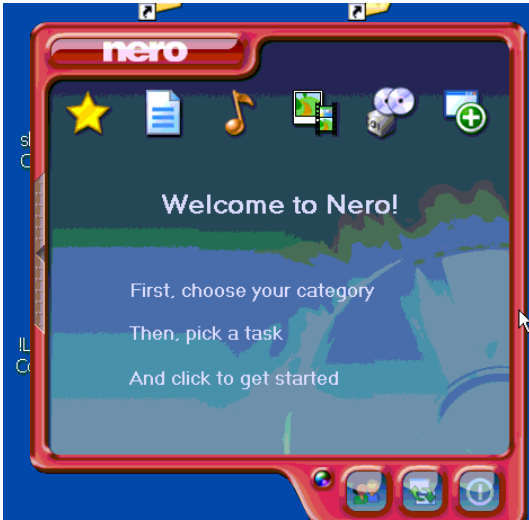 nero
Welcome to Nero!
First, choose your category
Then, pick a task
And click to get started